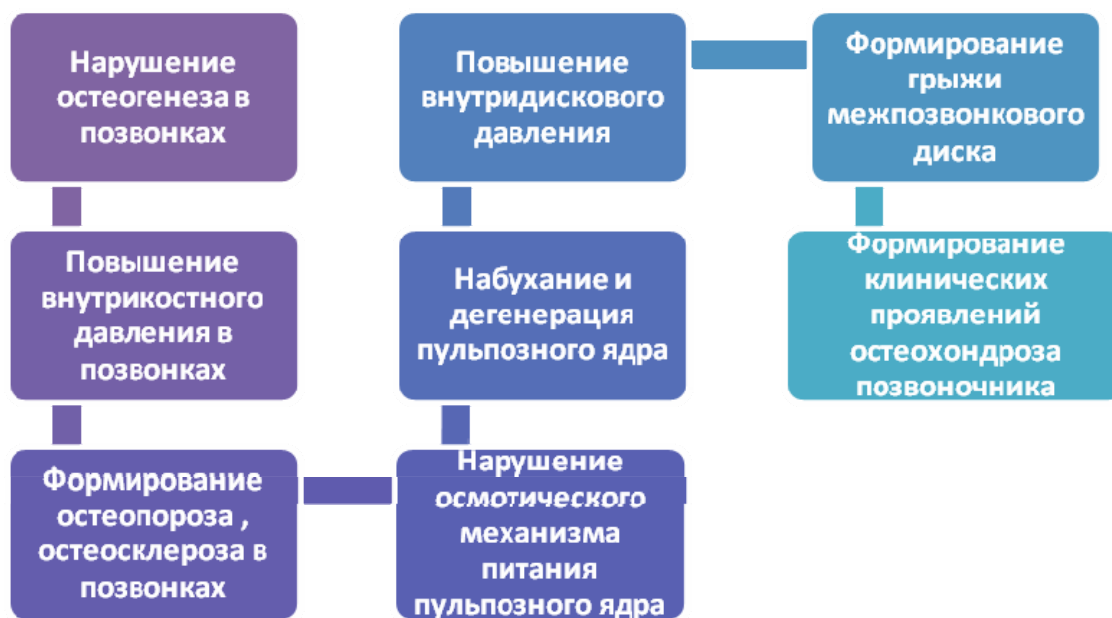 Нарушение
остеогенеза в
позвонках
Повышение
внутрикостного
давления в
позвонках
Формирование
остеопороза ,
остеосклероза в
позвонках
Нарушение
осмотического
механизма
питания
пульпозного ядра
Набухание и
дегенерация
пульпозного ядра
Повышение
внутридискового
давления
Формирование
грыжи
межпозвонкового
диска
Формирование
клинических
проявлений
остеохондроза
позвоночника